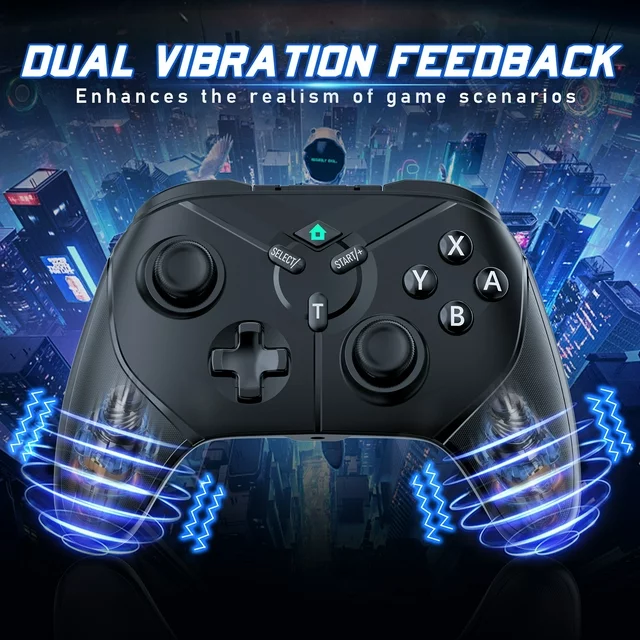 DUAL VIBRATION FEEDBACK
Enhances the realism of game scenarios
SELECT/-
START/+
X
Y
A
T
B